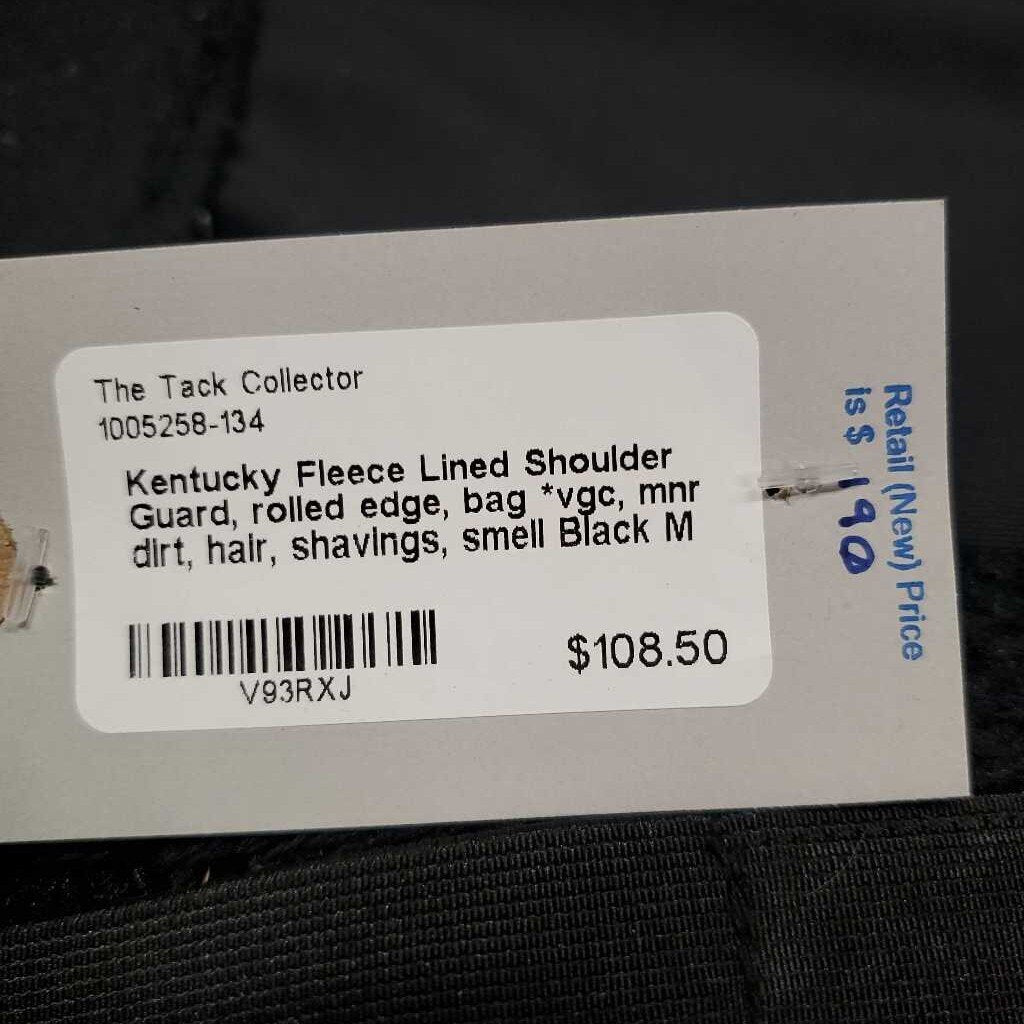 The Tack Collector
1005258-134
Kentucky Fleece Lined Shoulder
Guard, rolled edge, bag *vgc, mnr
dirt, hair, shavings, smell Black M
V93RXJ
$108.50
Retail (New) Price
is $ 190